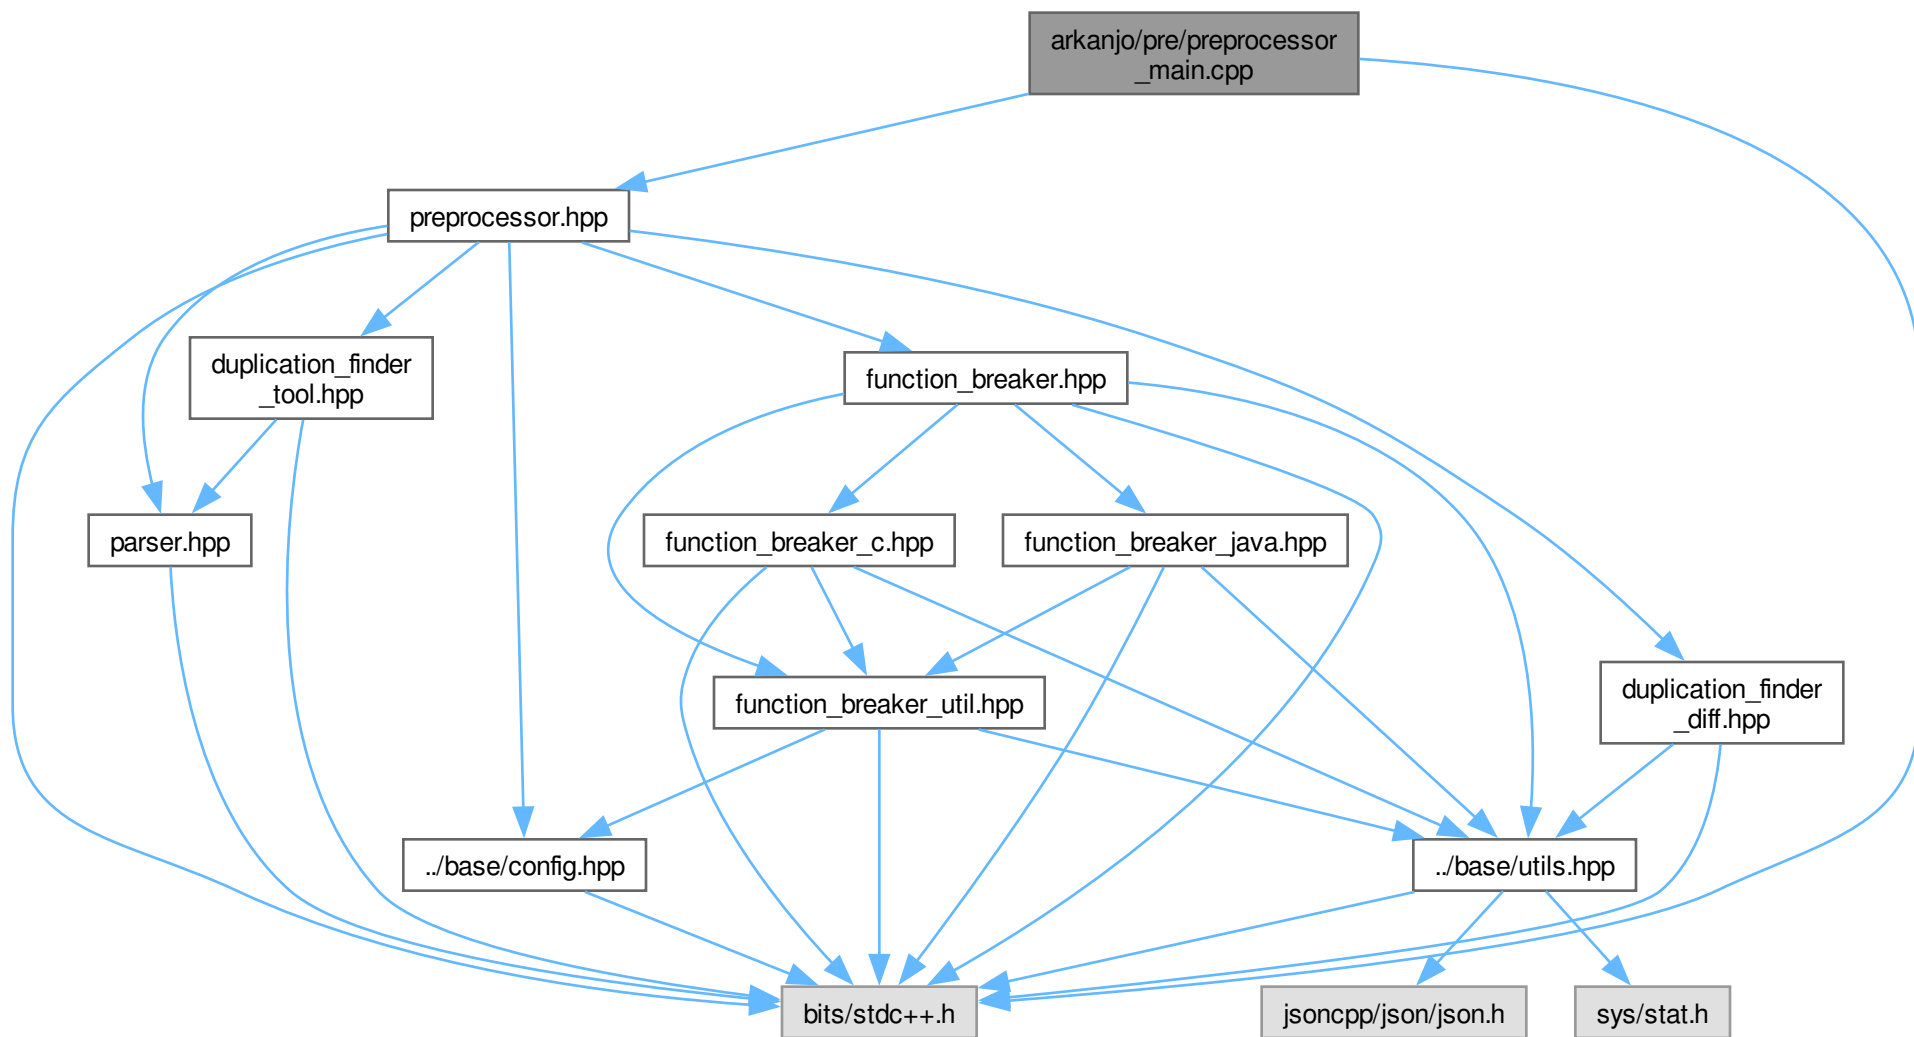 arkanjo/pre/preprocessor
_main.cpp
preprocessor.hpp
duplication_finder
_tool.hpp
function_breaker.hpp
parser.hpp
function_breaker_c.hpp
function_breaker_java.hpp
function_breaker_util.hpp
duplication_finder
_diff.hpp
../base/config.hpp
../base/utils.hpp
bits/stdc++.h
jsoncpp/json/json.h
sys/stat.h